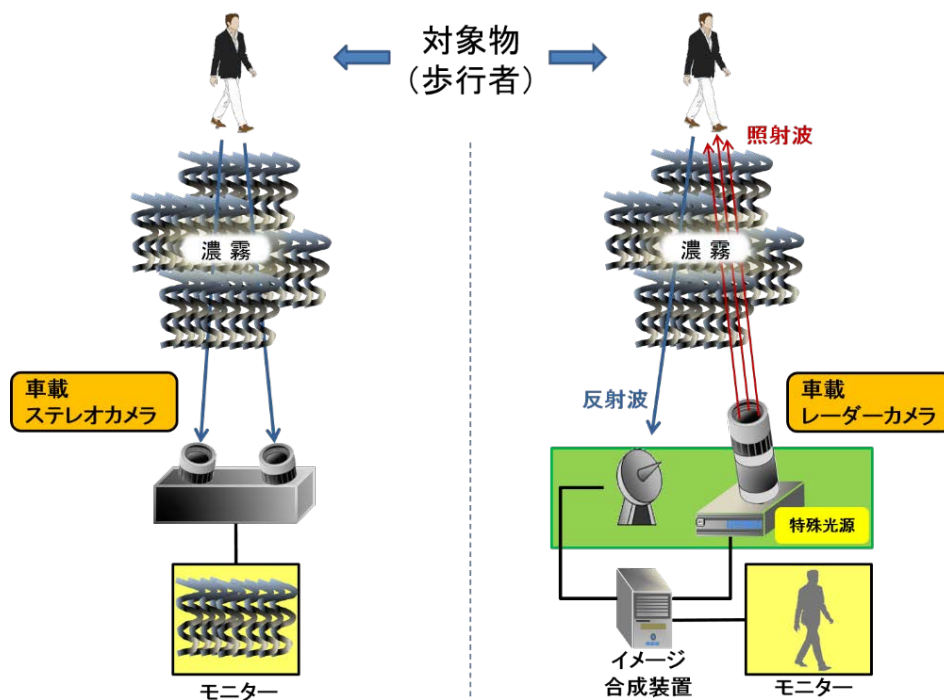 対象物
（歩行者）
照射波
濃霧
濃霧
車載
ステレオカメラ
反射波
車載
レーダーカメラ
特殊光源
モニター
イメージ
合成装置
モニター